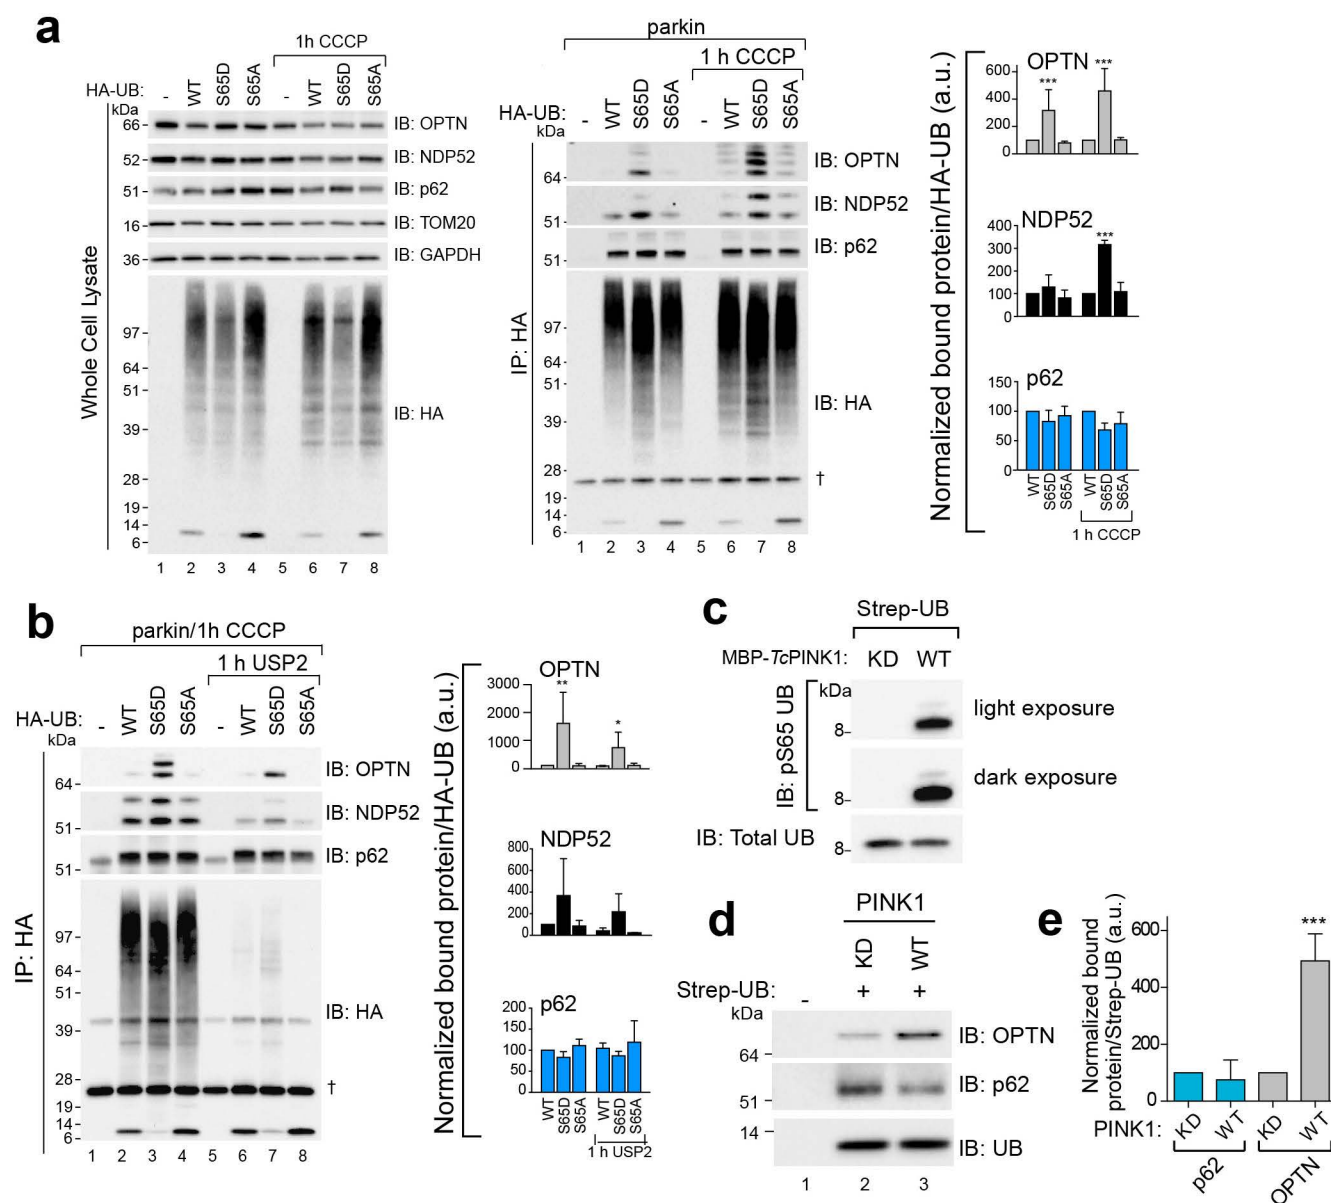 a
1h CCCP
HA-UB: - WT S65D S65A - WT S65D S65A
kDa
66- IB: OPTN
52- IB: NDP52
51- IB: p62
16- IB: TOM20
36- IB: GAPDH
97-
64-
51-
IB: HA
39-
28-
19-
14-
6-
Whole Cell Lysate
1 2 3 4 5 6 7 8
parkin
1 h CCCP
HA-UB: - WT S65D S65A - WT S65D S65A
kDa
IB: OPTN
64-
IB: NDP52
51-
IB: p62
51-
97-
64-
51-
IB: HA
39-
28- †
19-
14-
6-
IP: HA
1 2 3 4 5 6 7 8
Normalized bound protein/HA-UB (a.u.)
OPTN
600
400
200
0
*** ***
NDP52
400
300
200
100
0
***
p62
150
100
50
0
WT S65D S65A WT S65D S65A
1 h CCCP
b
parkin/1h CCCP
1 h USP2
HA-UB: - WT S65D S65A - WT S65D S65A
kDa
IB: OPTN
64-
IB: NDP52
51-
IB: p62
51-
97-
64-
51-
IB: HA
39-
28- †
19-
14-
6-
IP: HA
1 2 3 4 5 6 7 8
Normalized bound protein/HA-UB (a.u.)
OPTN
3000
2000
1000
0
** *
NDP52
800
600
400
200
0
p62
200
150
100
50
0
WT S65D S65A WT S65D S65A
1 h USP2
c
Strep-UB
MBP-TcPINK1: KD WT
kDa
IB: pS65 UB
light exposure
8-
dark exposure
8-
IB: Total UB
8-
d
PINK1
KD WT
Strep-UB: - + +
kDa
IB: OPTN
64 -
IB: p62
51 -
14 -
IB: UB
1 2 3
e
Normalized bound
protein/Strep-UB (a.u.)
600
400
200
0
***
PINK1: KD WT KD WT
p62 OPTN